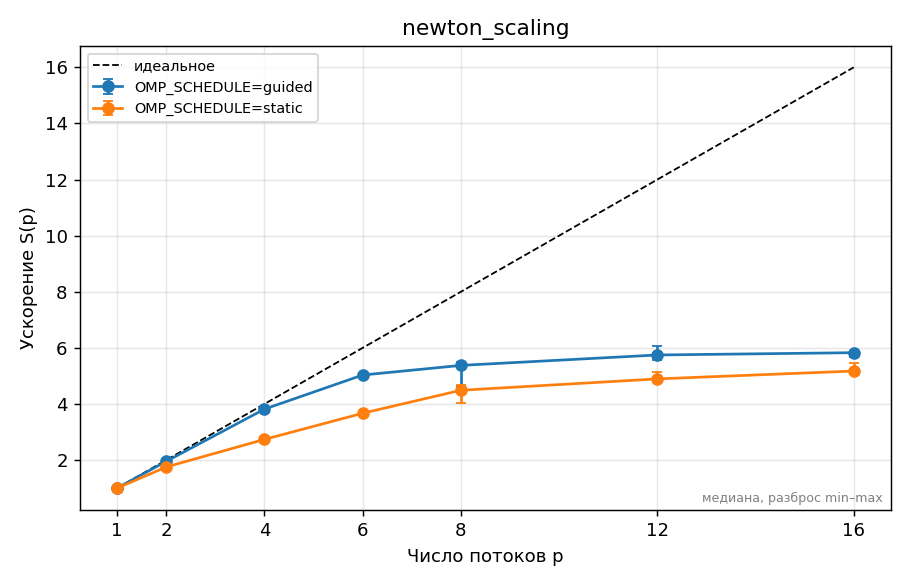 newton_scaling
идеальное
OMP_SCHEDULE=guided
OMP_SCHEDULE=static
Ускорение S(p)
16
14
12
10
8
6
4
2
медиана, разброс min–max
1 2 4 6 8 12 16
Число потоков p